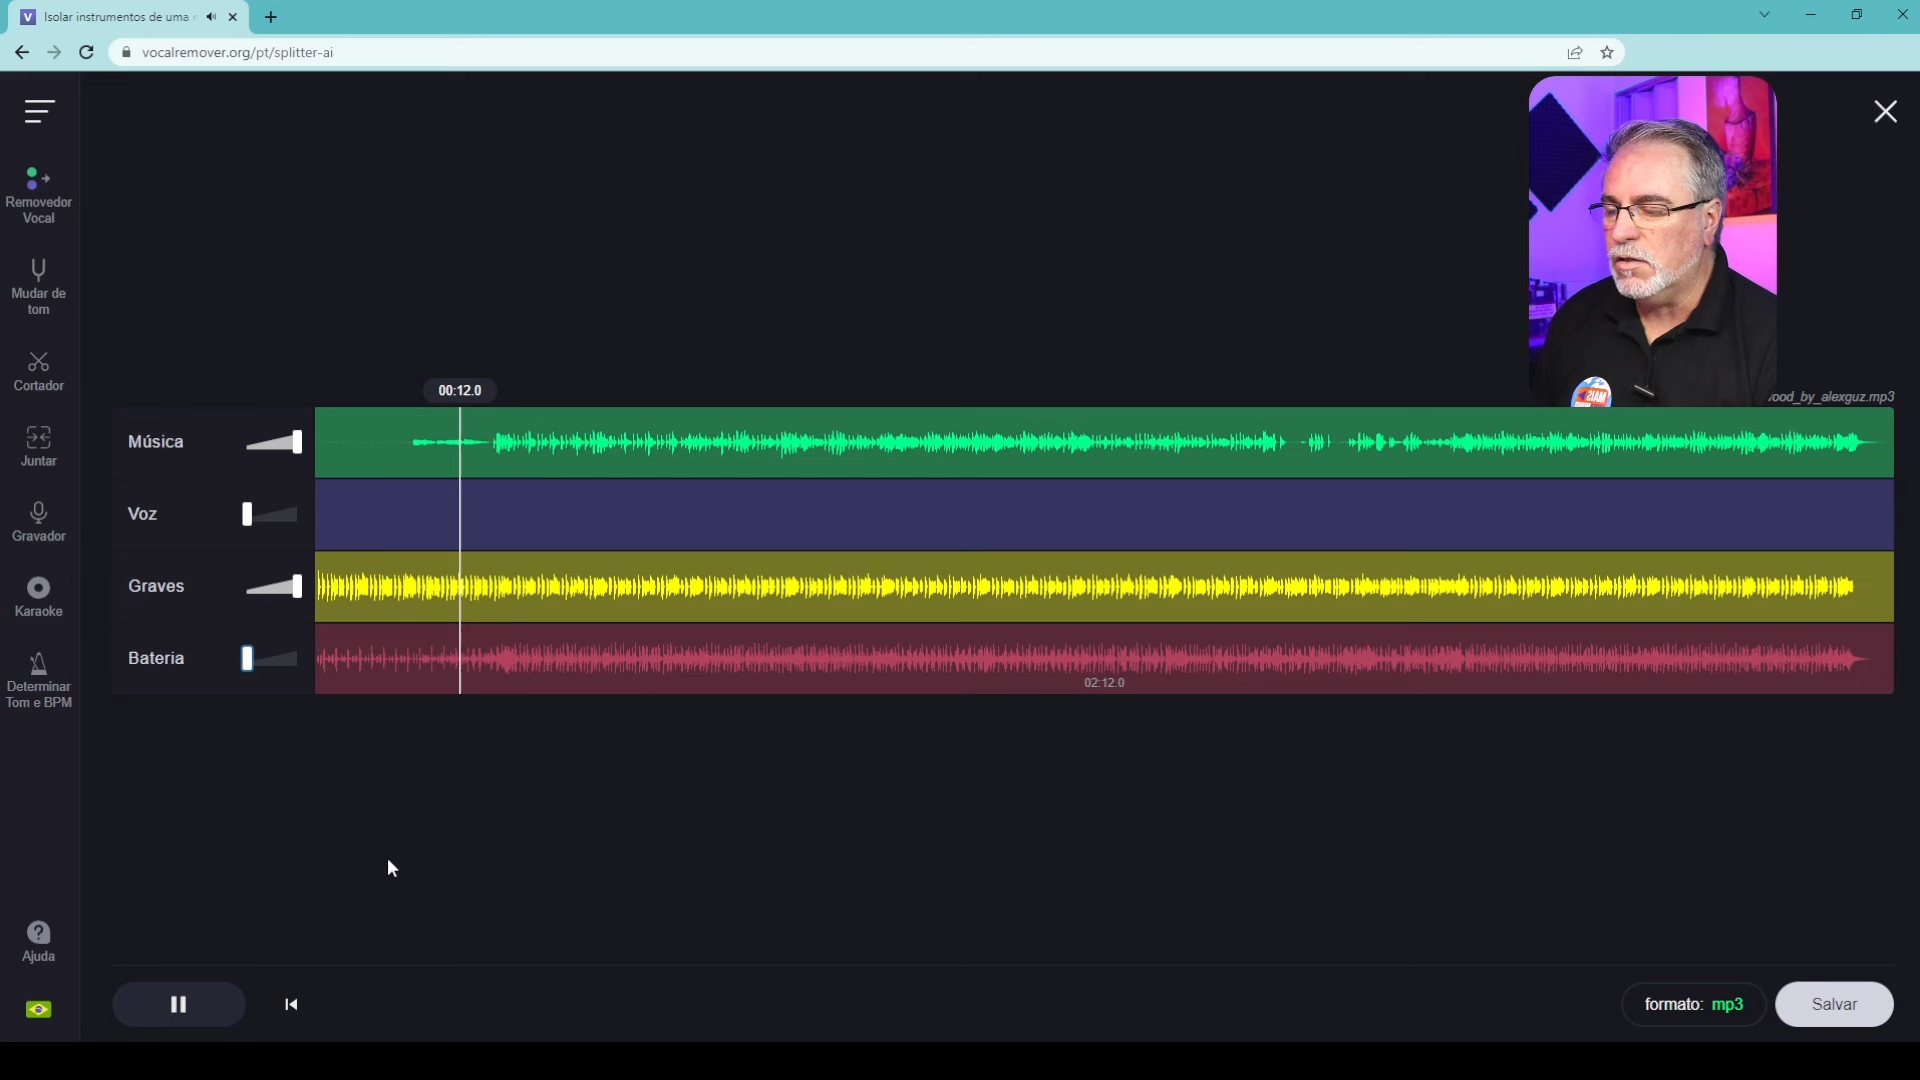 Isolar instrumentos de uma
vocalremover.org/pt/splitter-ai
Removedor
Vocal
Mudar de
tom
Cortador
Juntar
Gravador
Karaoke
Determinar
Tom e BPM
Ajuda
00:12.0
ood_by_alexguz.mp3
Música
Voz
Graves
Bateria
02:12.0
formato: mp3
Salvar